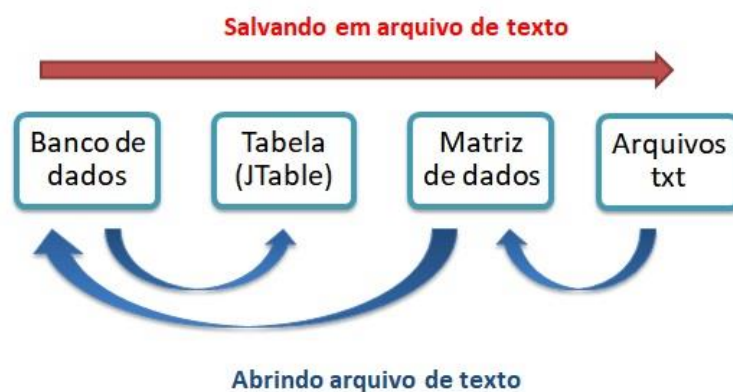 Salvando em arquivo de texto
Banco de
dados
Tabela
(JTable)
Matriz
de dados
Arquivos
txt
Abrindo arquivo de texto